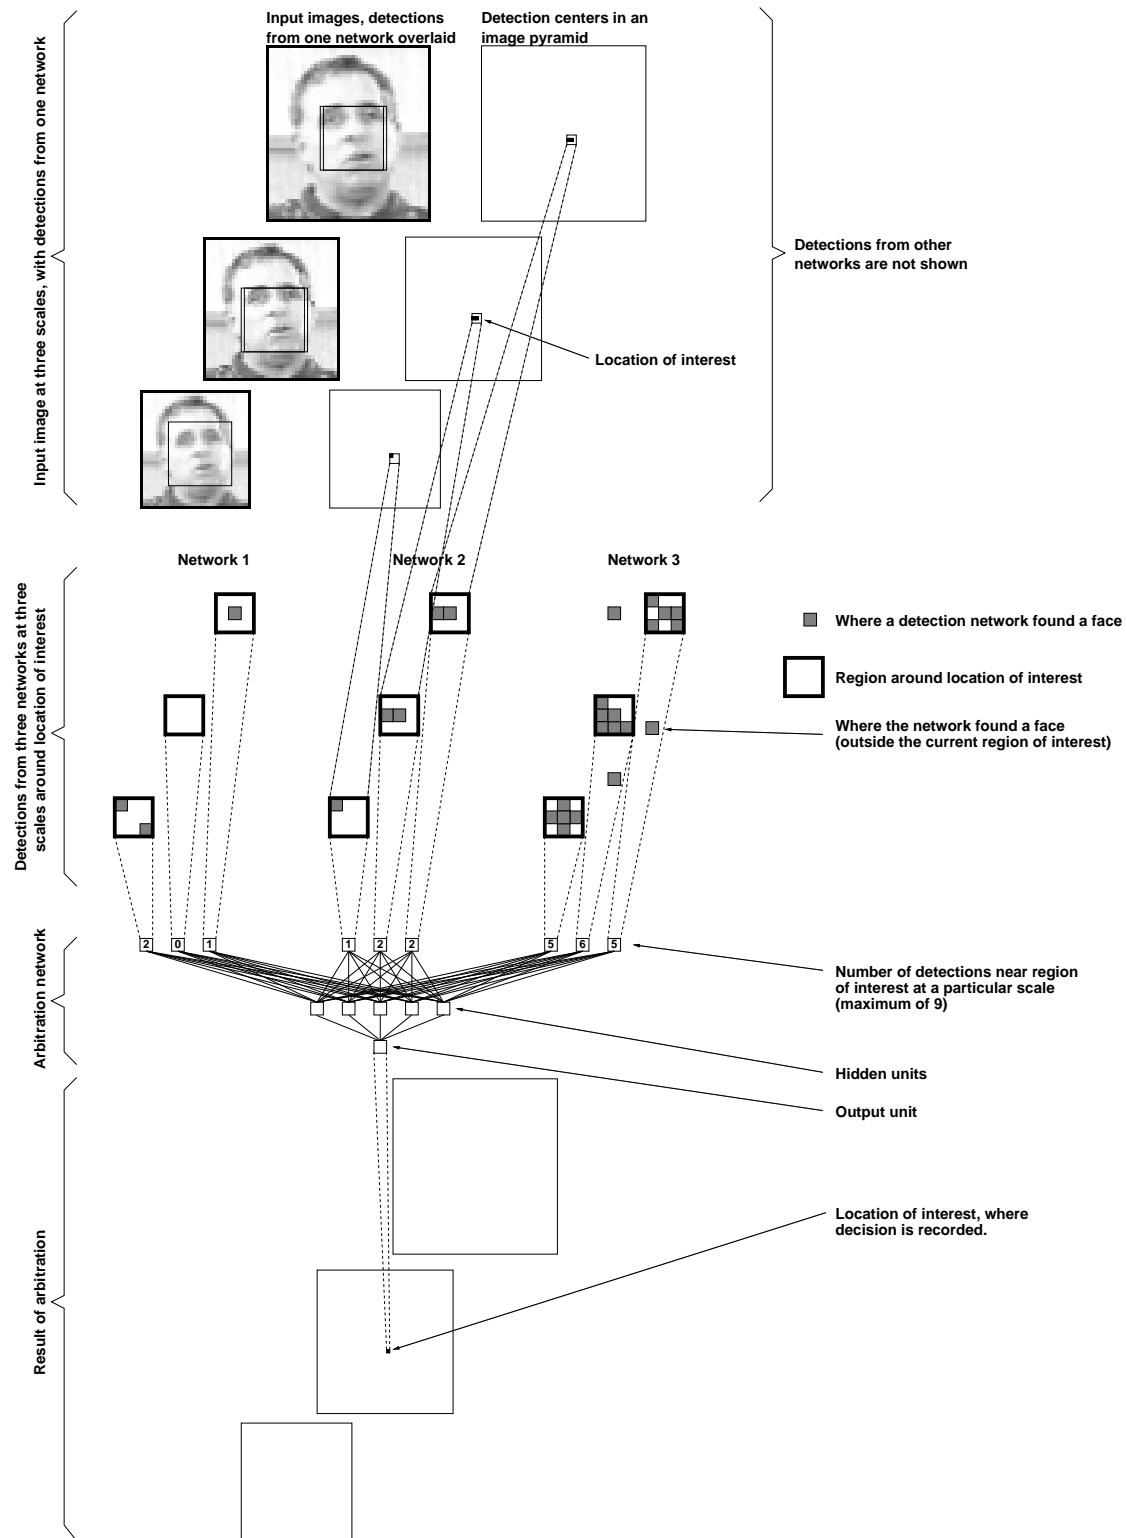 Input images, detections
from one network overlaid
Detection centers in an
image pyramid
Input image at three scales, with detections from one network
Detections from other
networks are not shown
Location of interest
Network 1
Network 2
Network 3
Detections from three networks at three
scales around location of interest
Where a detection network found a face
Region around location of interest
Where the network found a face
(outside the current region of interest)
Arbitration network
2 0 1 1 2 2 5 6 5
Number of detections near region
of interest at a particular scale
(maximum of 9)
Hidden units
Output unit
Result of arbitration
Location of interest, where
decision is recorded.